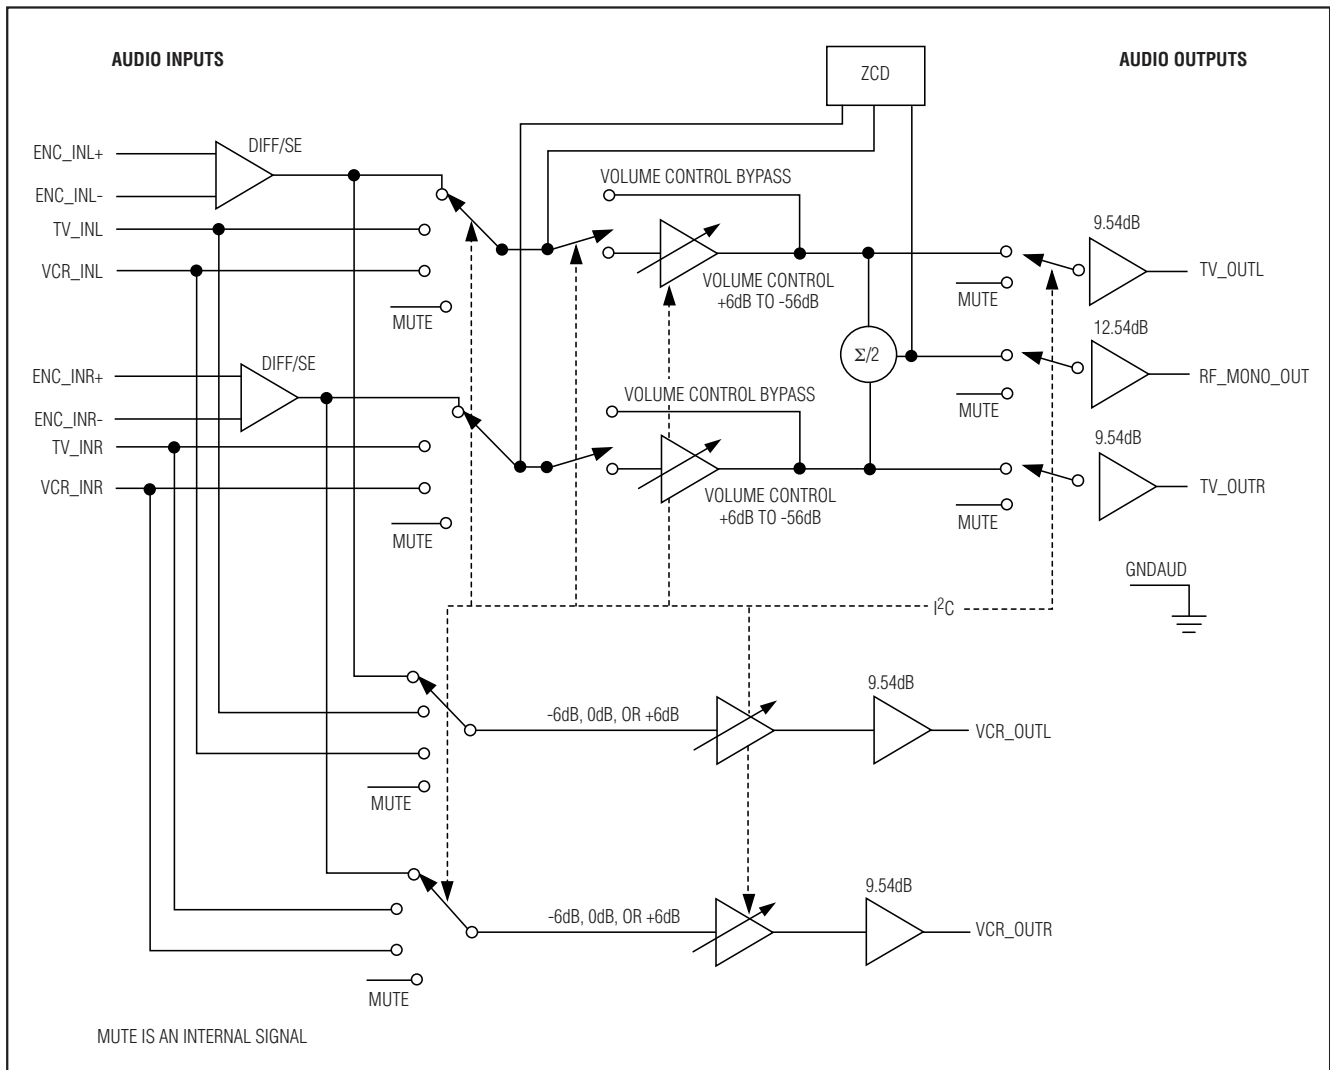 AUDIO INPUTS
AUDIO OUTPUTS
ZCD
ENC_INL+
DIFF/SE
ENC_INL-
VOLUME CONTROL BYPASS
TV_INL
9.54dB
VCR_INL
TV_OUTL
VOLUME CONTROL
+6dB TO -56dB
MUTE
MUTE
12.54dB
DIFF/SE
Σ/2
ENC_INR+
RF_MONO_OUT
VOLUME CONTROL BYPASS
MUTE
ENC_INR-
9.54dB
TV_INR
VCR_INR
TV_OUTR
VOLUME CONTROL
+6dB TO -56dB
MUTE
MUTE
GNDAUD
I²C
9.54dB
-6dB, 0dB, OR +6dB
VCR_OUTL
MUTE
9.54dB
-6dB, 0dB, OR +6dB
VCR_OUTR
MUTE
MUTE IS AN INTERNAL SIGNAL